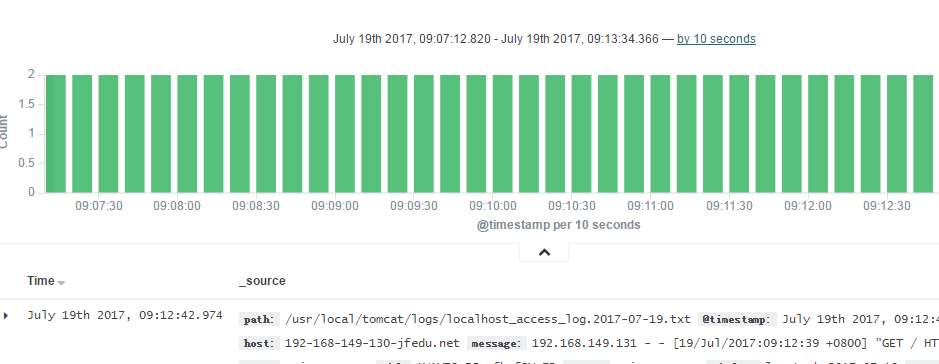 July 19th 2017, 09:07:12.820 - July 19th 2017, 09:13:34.366 — by 10 seconds
2
1.5
1
0.5
0
Count
09:07:30 09:08:00 09:08:30 09:09:00 09:09:30 09:10:00 09:10:30 09:11:00 09:11:30 09:12:00 09:12:30
@timestamp per 10 seconds
Time _source
July 19th 2017, 09:12:42.974 path: /usr/local/tomcat/logs/localhost_access_log.2017-07-19.txt @timestamp: July 19th 2017, 09:12:4
host: 192-168-149-130-jfedu.net message: 192.168.149.131 - - [19/Jul/2017:09:12:39 +0800] "GET / HT